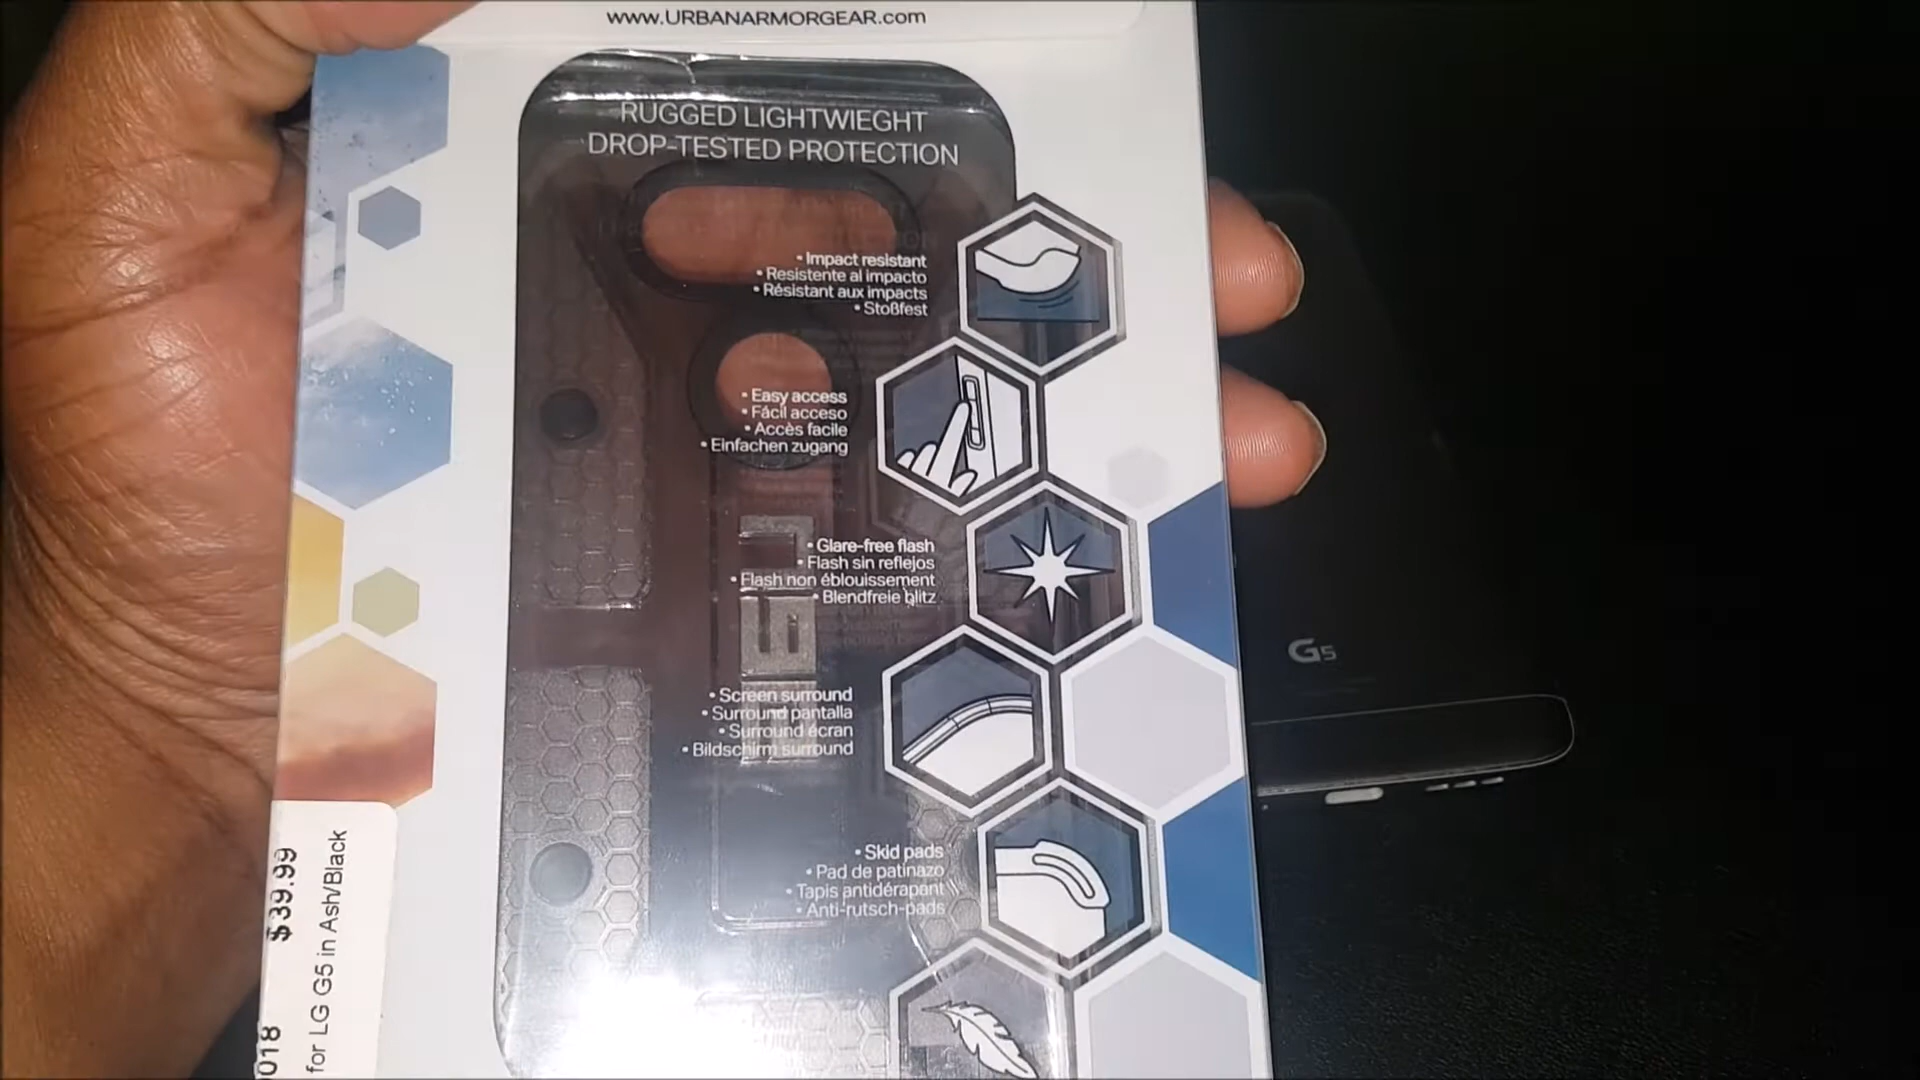 www.URBANARMORGEAR.com
RUGGED LIGHTWIEGHT
DROP-TESTED PROTECTION
• Impact resistant
• Resistente al impacto
• Résistant aux impacts
• Stoßfest
• Easy access
• Fácil acceso
• Accès facile
• Einfachen zugang
• Glare-free flash
• Flash sin reflejos
• Flash non éblouissement
• Blendfreie blitz
• Screen surround
• Surround pantalla
• Surround écran
• Bildschirm surround
• Skid pads
• Pad de patinazo
• Tapis antidérapant
• Anti-rutsch-pads
G5
$39.99
for LG G5 in Ash/Black